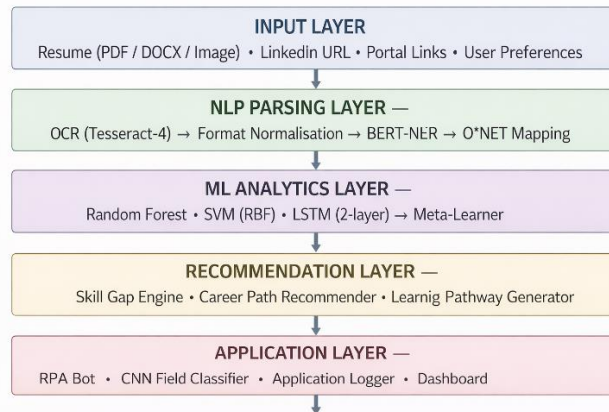 INPUT LAYER
Resume (PDF / DOCX / Image) • LinkedIn URL • Portal Links • User Preferences
NLP PARSING LAYER —
OCR (Tesseract-4) → Format Normalisation → BERT-NER → O*NET Mapping
ML ANALYTICS LAYER —
Random Forest • SVM (RBF) • LSTM (2-layer) → Meta-Learner
RECOMMENDATION LAYER —
Skill Gap Engine • Career Path Recommender • Learnig Pathway Generator
APPLICATION LAYER —
RPA Bot • CNN Field Classifier • Application Logger • Dashboard